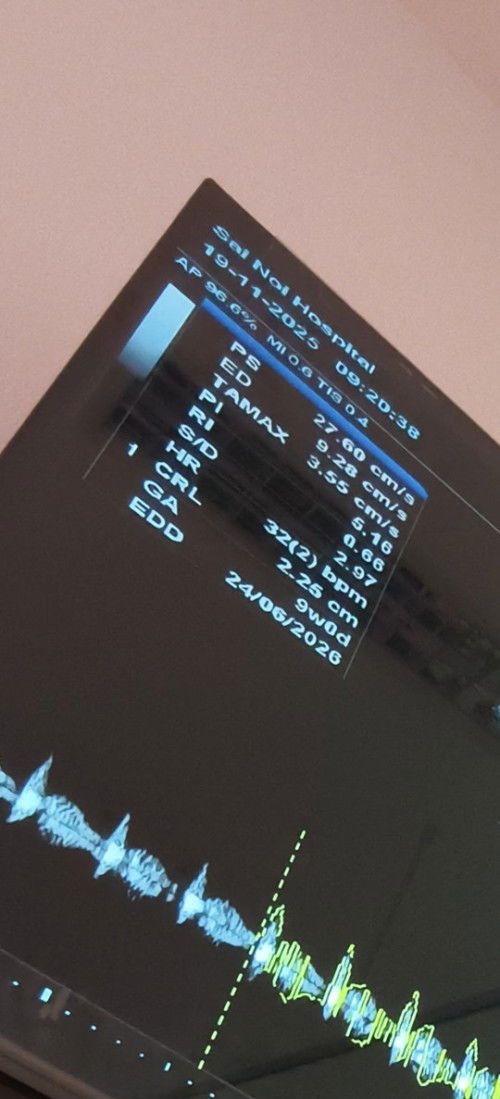 Sai Noi Hospital
19-11-2025 09:20:38
AP 96.6% MI 0.6 TIS 0.4
PS 27.60 cm/s
ED 9.28 cm/s
TAMAX 3.55 cm/s
PI 5.16
RI 0.66
S/D 2.97
HR 32(2) bpm
1 CRL 2.25 cm
GA 9w0d
EDD 24/06/2026